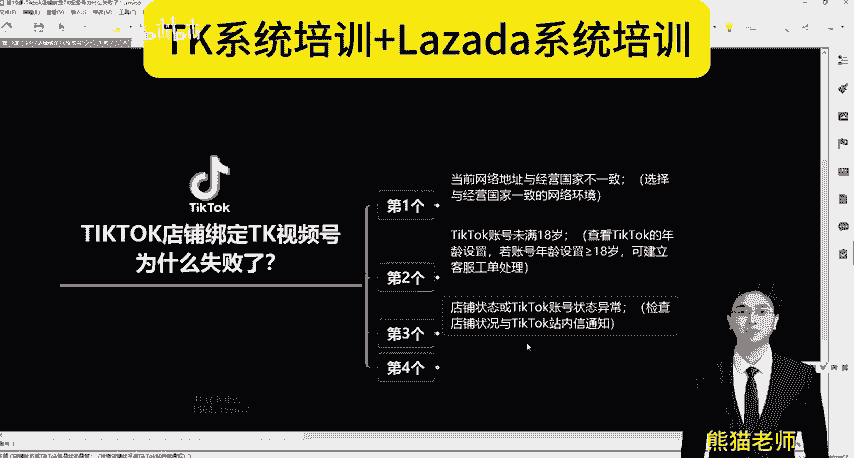 TK系统培训+Lazada系统培训
TikTok
TIKTOK店铺绑定TK视频号
为什么失败了?
第1个
当前网络地址与经营国家不一致；（选择
与经营国家一致的网络环境）
第2个
TikTok账号未满18岁；（查看TikTok的年
龄设置，若账号年龄设置≥18岁，可建立
客服工单处理）
第3个
店铺状态或TikTok账号状态异常；（检查
店铺状况与TikTok站内信通知）
第4个
熊猫老师